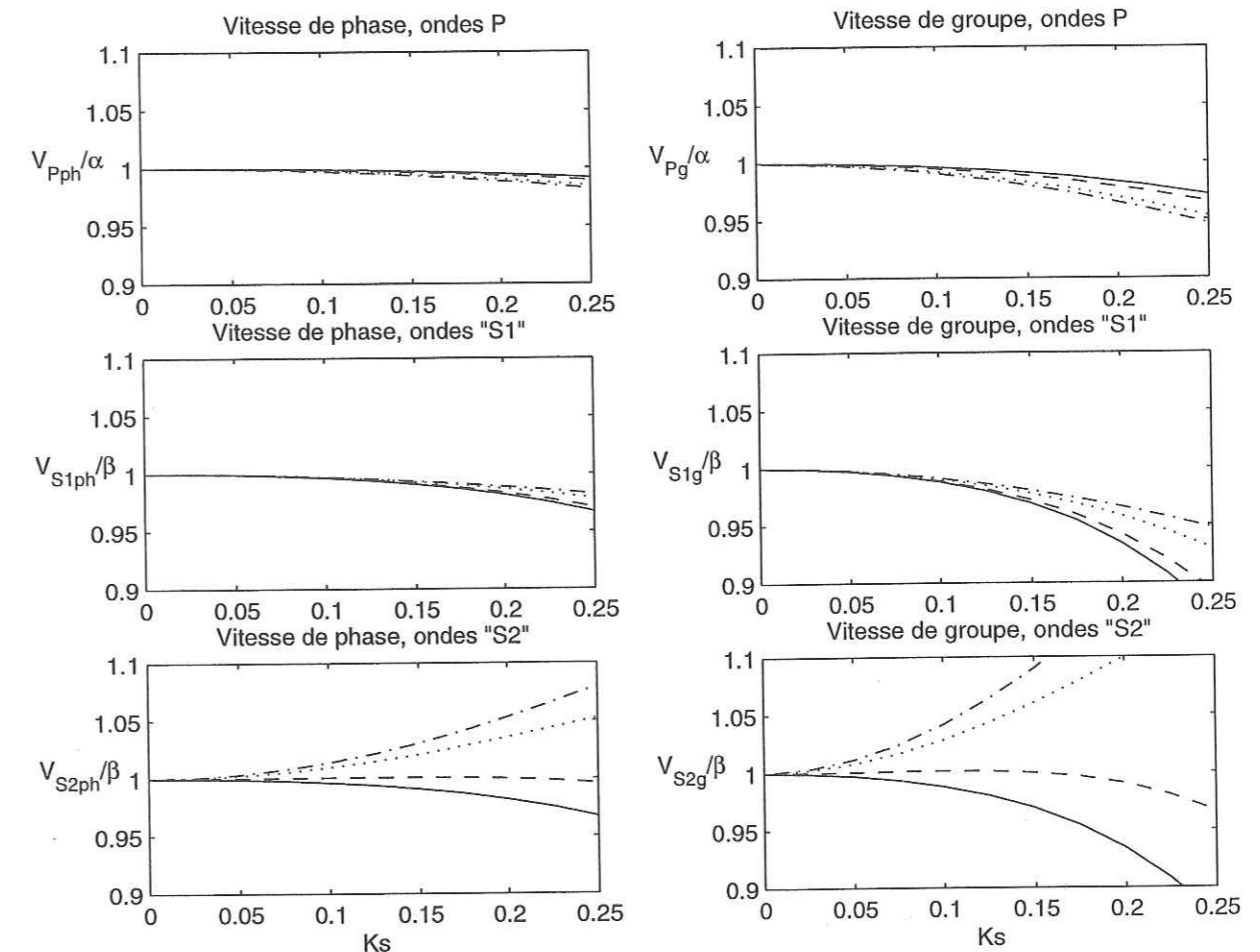 Vitesse de phase, ondes P
1.1
1.05
V_Pph/α 1
0.95
0.9
0 0.05 0.1 0.15 0.2 0.25
Vitesse de groupe, ondes P
1.1
1.05
V_Pg/α 1
0.95
0.9
0 0.05 0.1 0.15 0.2 0.25
Vitesse de phase, ondes "S1"
1.1
1.05
V_S1ph/β 1
0.95
0.9
0 0.05 0.1 0.15 0.2 0.25
Vitesse de groupe, ondes "S1"
1.1
1.05
V_S1g/β 1
0.95
0.9
0 0.05 0.1 0.15 0.2 0.25
Vitesse de phase, ondes "S2"
1.1
1.05
V_S2ph/β 1
0.95
0.9
0 0.05 0.1 0.15 0.2 0.25
Ks
Vitesse de groupe, ondes "S2"
1.1
1.05
V_S2g/β 1
0.95
0.9
0 0.05 0.1 0.15 0.2 0.25
Ks